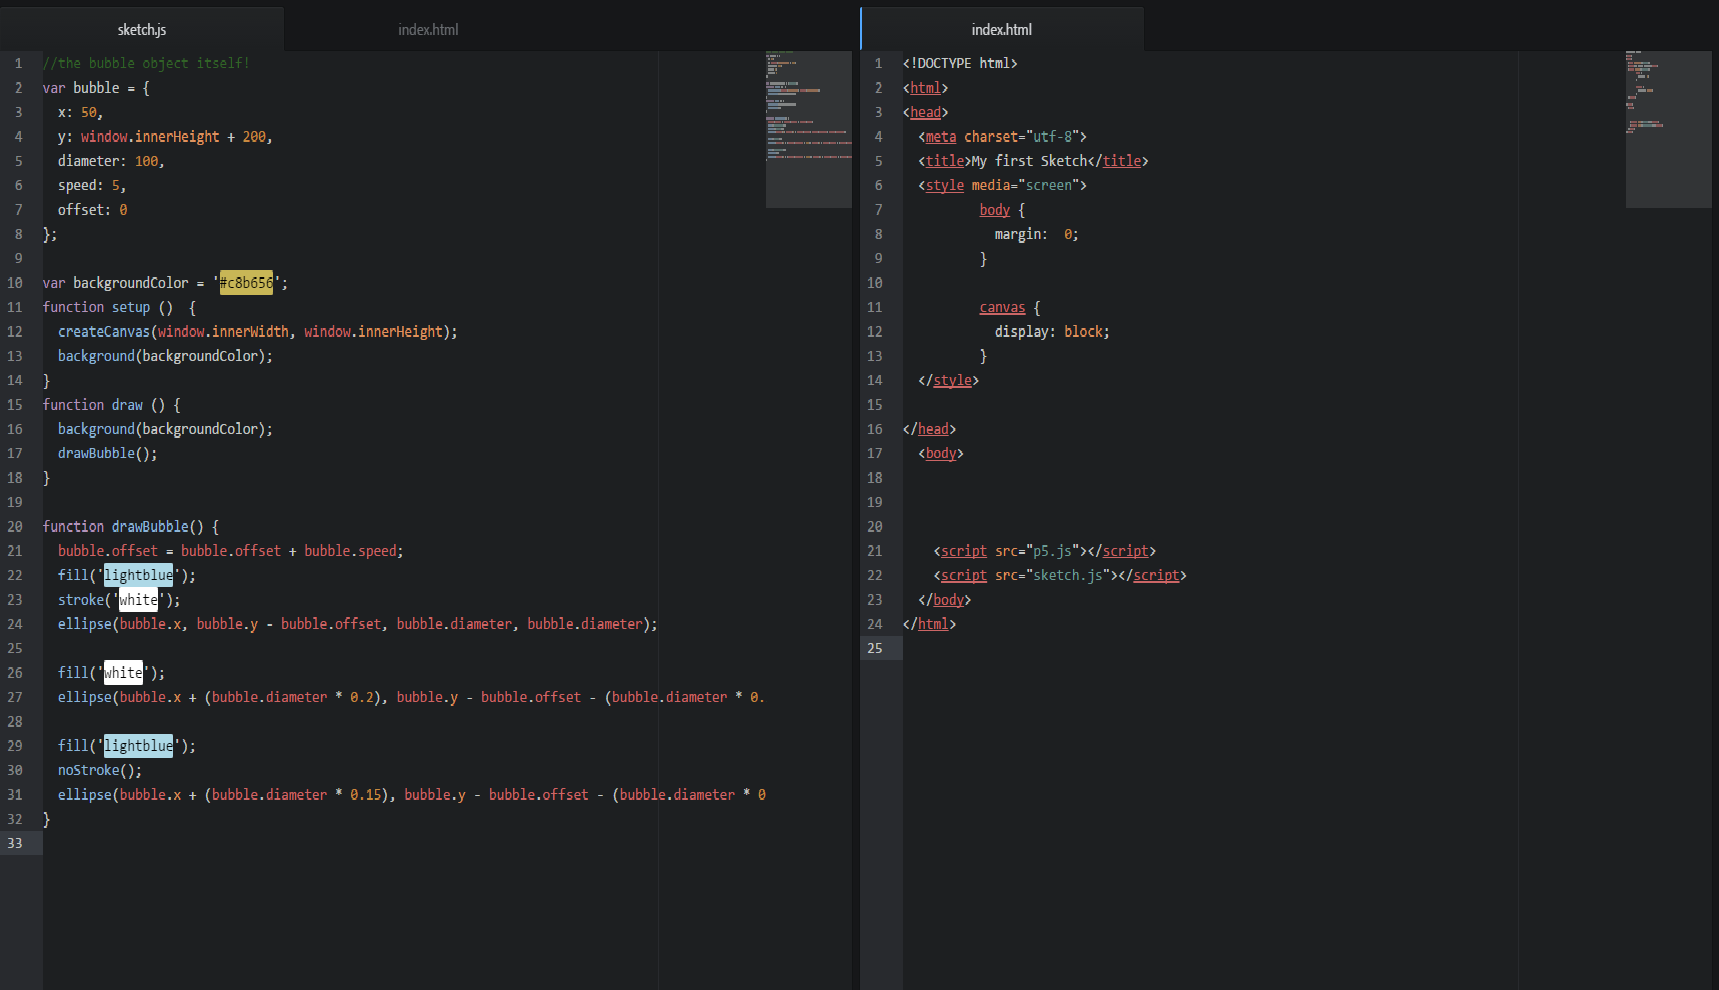 sketch.js
index.html
1 //the bubble object itself!
2 var bubble = {
3 x: 50,
4 y: window.innerHeight + 200,
5 diameter: 100,
6 speed: 5,
7 offset: 0
8 };
9
10 var backgroundColor = '#c8b656';
11 function setup () {
12 createCanvas(window.innerWidth, window.innerHeight);
13 background(backgroundColor);
14 }
15 function draw () {
16 background(backgroundColor);
17 drawBubble();
18 }
19
20 function drawBubble() {
21 bubble.offset = bubble.offset + bubble.speed;
22 fill('lightblue');
23 stroke('white');
24 ellipse(bubble.x, bubble.y - bubble.offset, bubble.diameter, bubble.diameter);
25
26 fill('white');
27 ellipse(bubble.x + (bubble.diameter * 0.2), bubble.y - bubble.offset - (bubble.diameter * 0.
28
29 fill('lightblue');
30 noStroke();
31 ellipse(bubble.x + (bubble.diameter * 0.15), bubble.y - bubble.offset - (bubble.diameter * 0
32 }
33
index.html
1 <!DOCTYPE html>
2 <html>
3 <head>
4 <meta charset="utf-8">
5 <title>My first Sketch</title>
6 <style media="screen">
7 body {
8 margin: 0;
9 }
10
11 canvas {
12 display: block;
13 }
14 </style>
15
16 </head>
17 <body>
18
19
20
21 <script src="p5.js"></script>
22 <script src="sketch.js"></script>
23 </body>
24 </html>
25